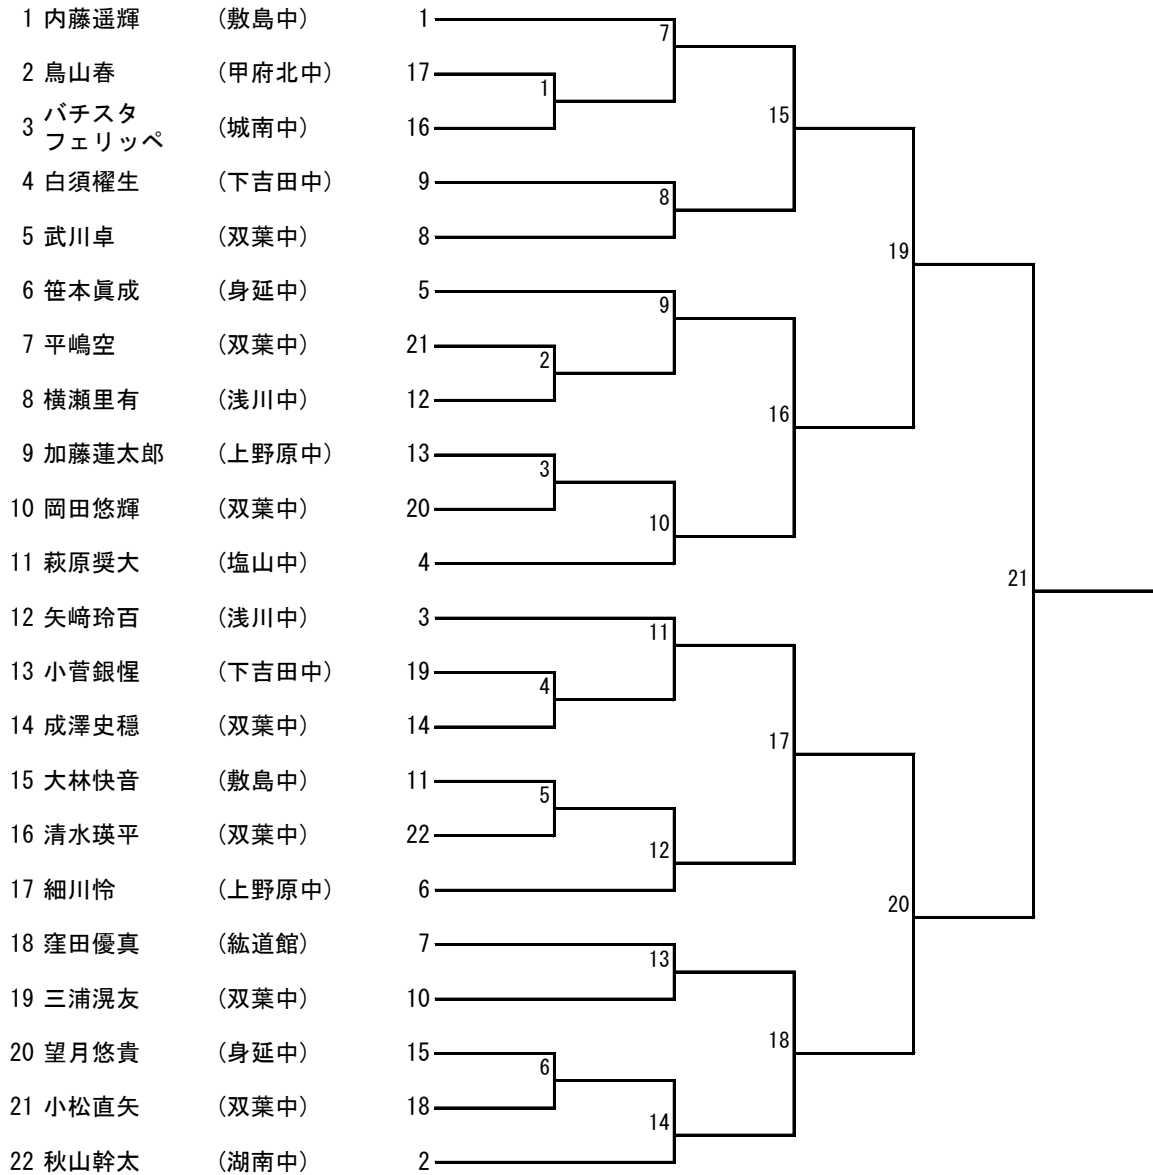 1 内藤遥輝 (敷島中) 1
7
2 鳥山春 (甲府北中) 17
1
15
3 バチスタ フェリッペ (城南中) 16
4 白須櫂生 (下吉田中) 9
8
5 武川卓 (双葉中) 8
19
6 笹本眞成 (身延中) 5
9
7 平嶋空 (双葉中) 21
2
8 横瀬里有 (浅川中) 12
16
9 加藤蓮太郎 (上野原中) 13
3
10 岡田悠輝 (双葉中) 20
10
11 萩原奨大 (塩山中) 4
21
12 矢﨑玲百 (浅川中) 3
11
13 小菅銀惺 (下吉田中) 19
4
14 成澤史穏 (双葉中) 14
17
15 大林快音 (敷島中) 11
5
16 清水瑛平 (双葉中) 22
12
17 細川怜 (上野原中) 6
20
18 窪田優真 (紘道館) 7
13
19 三浦滉友 (双葉中) 10
18
20 望月悠貴 (身延中) 15
6
21 小松直矢 (双葉中) 18
14
22 秋山幹太 (湖南中) 2